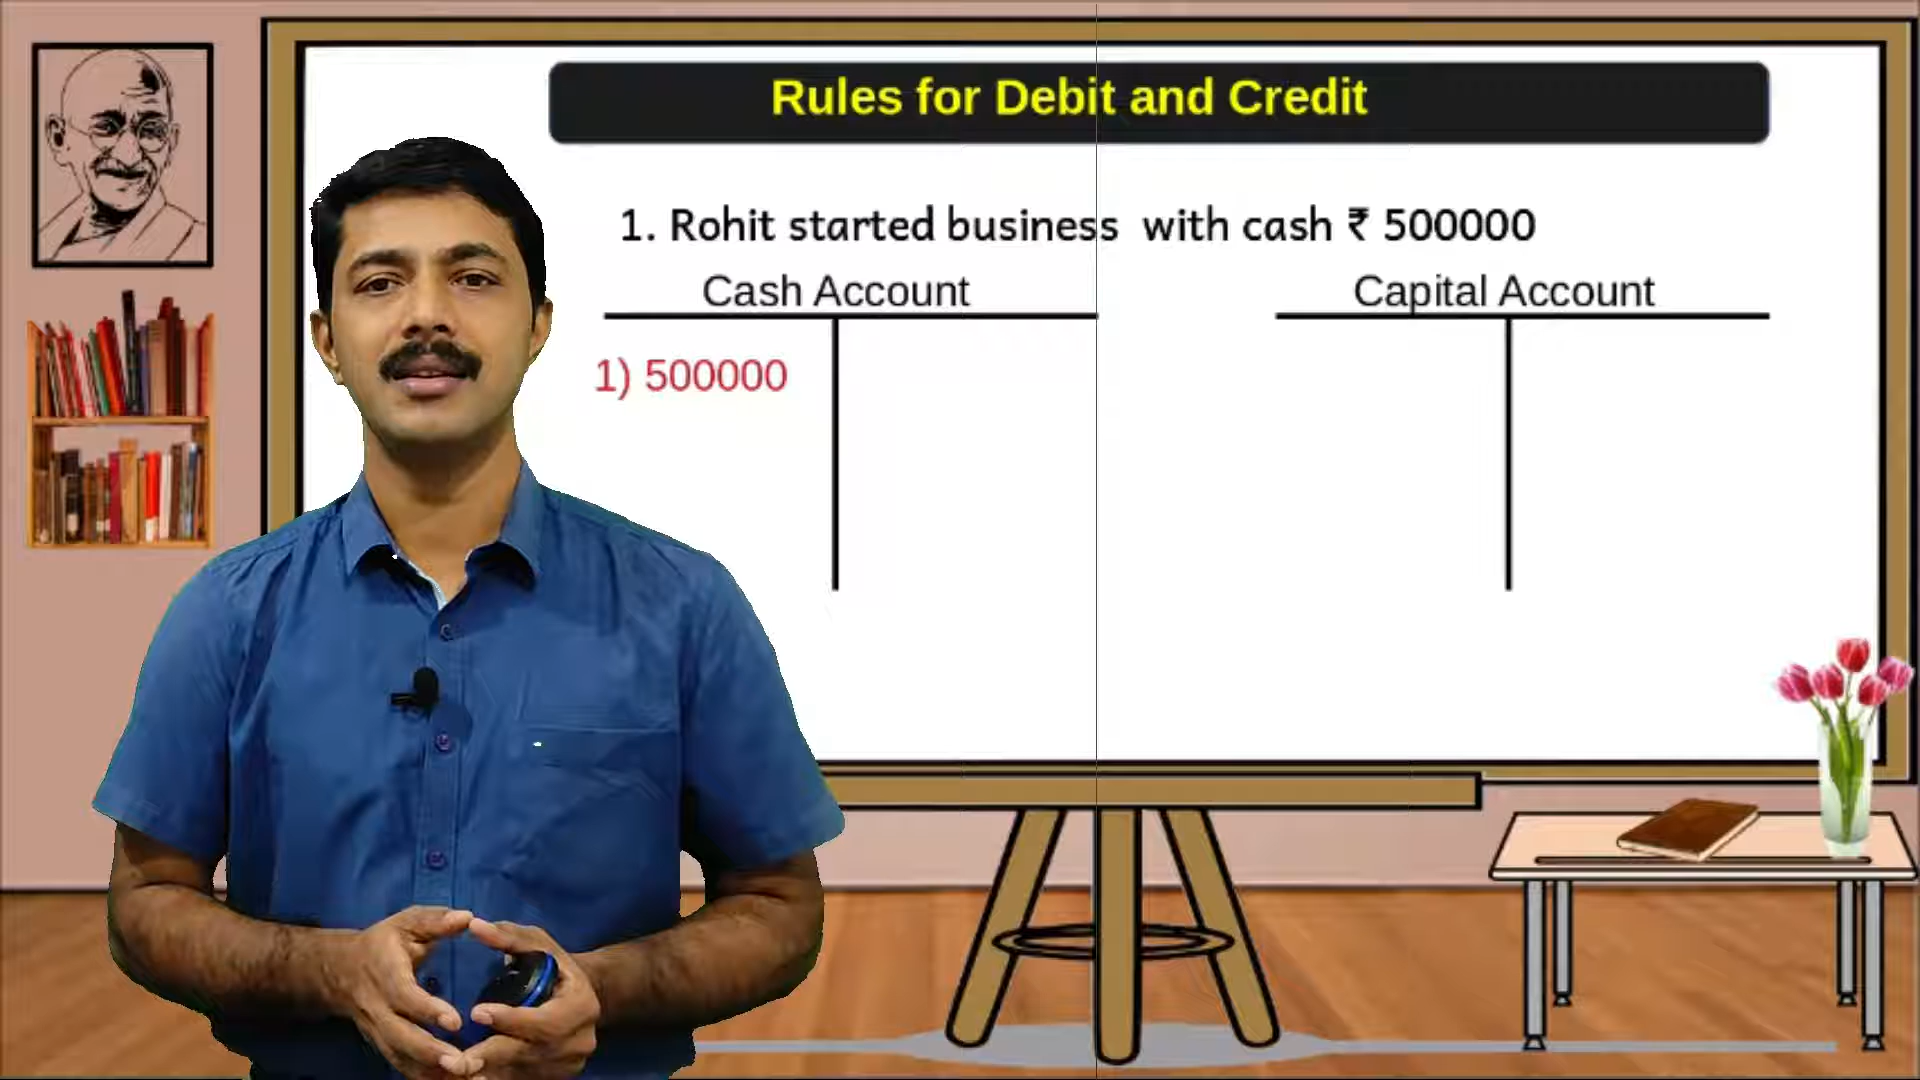 Rules for Debit and Credit
1. Rohit started business with cash ₹ 500000
Cash Account
Capital Account
1) 500000